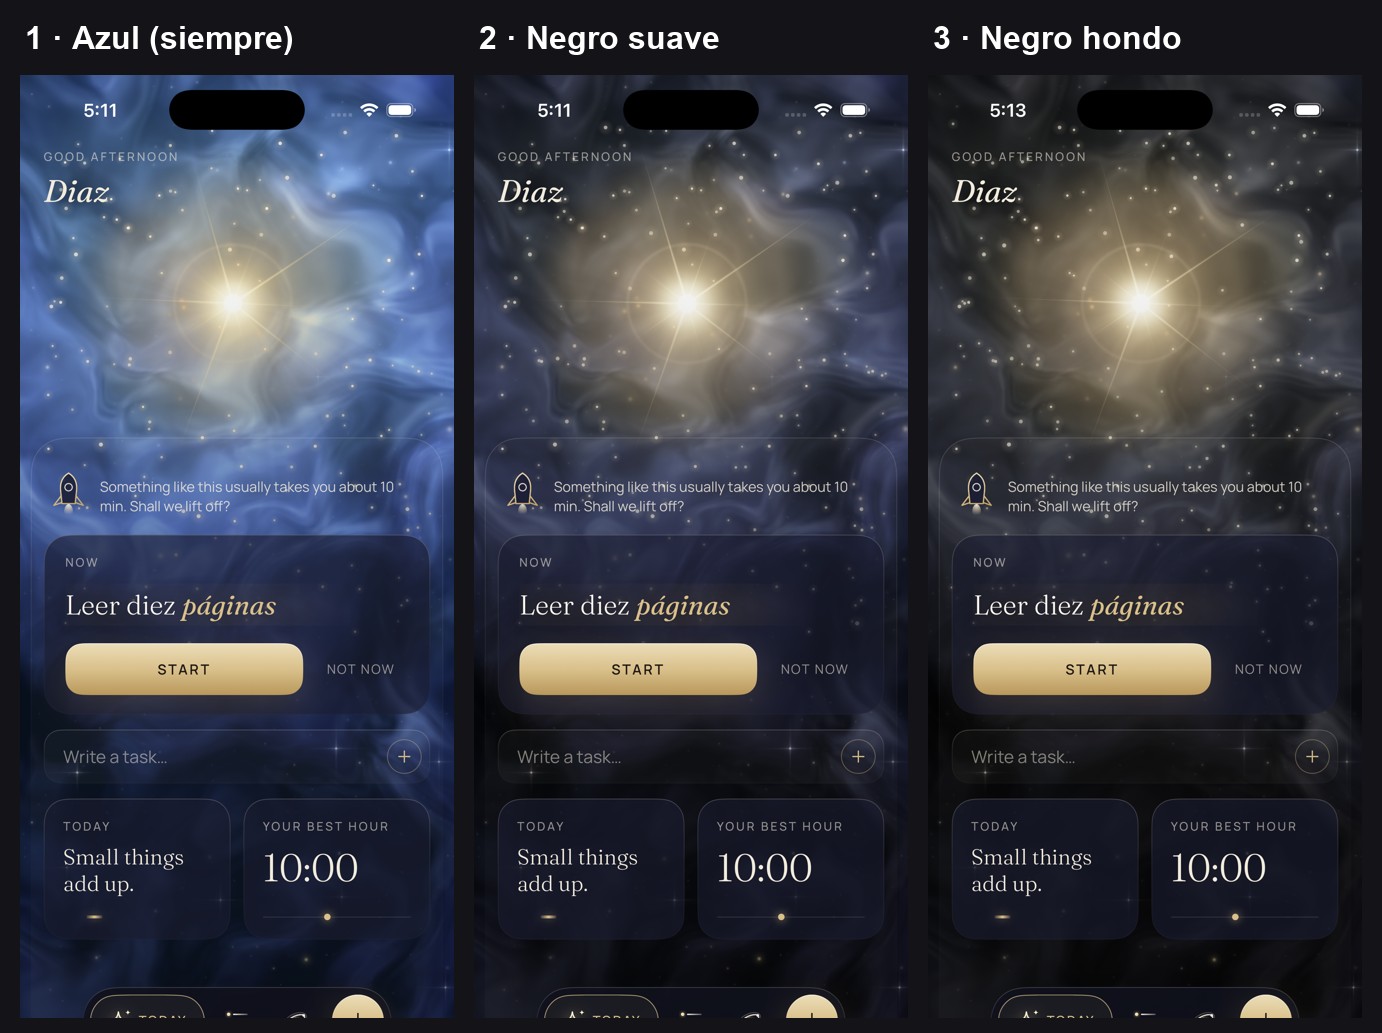 1 · Azul (siempre)
5:11
GOOD AFTERNOON
Diaz
Something like this usually takes you about 10
min. Shall we lift off?
NOW
Leer diez páginas
START
NOT NOW
Write a task...
TODAY
Small things
add up.
YOUR BEST HOUR
10:00
TODAY
2 · Negro suave
5:11
GOOD AFTERNOON
Diaz
Something like this usually takes you about 10
min. Shall we lift off?
NOW
Leer diez páginas
START
NOT NOW
Write a task...
TODAY
Small things
add up.
YOUR BEST HOUR
10:00
TODAY
3 · Negro hondo
5:13
GOOD AFTERNOON
Diaz
Something like this usually takes you about 10
min. Shall we lift off?
NOW
Leer diez páginas
START
NOT NOW
Write a task...
TODAY
Small things
add up.
YOUR BEST HOUR
10:00
TODAY